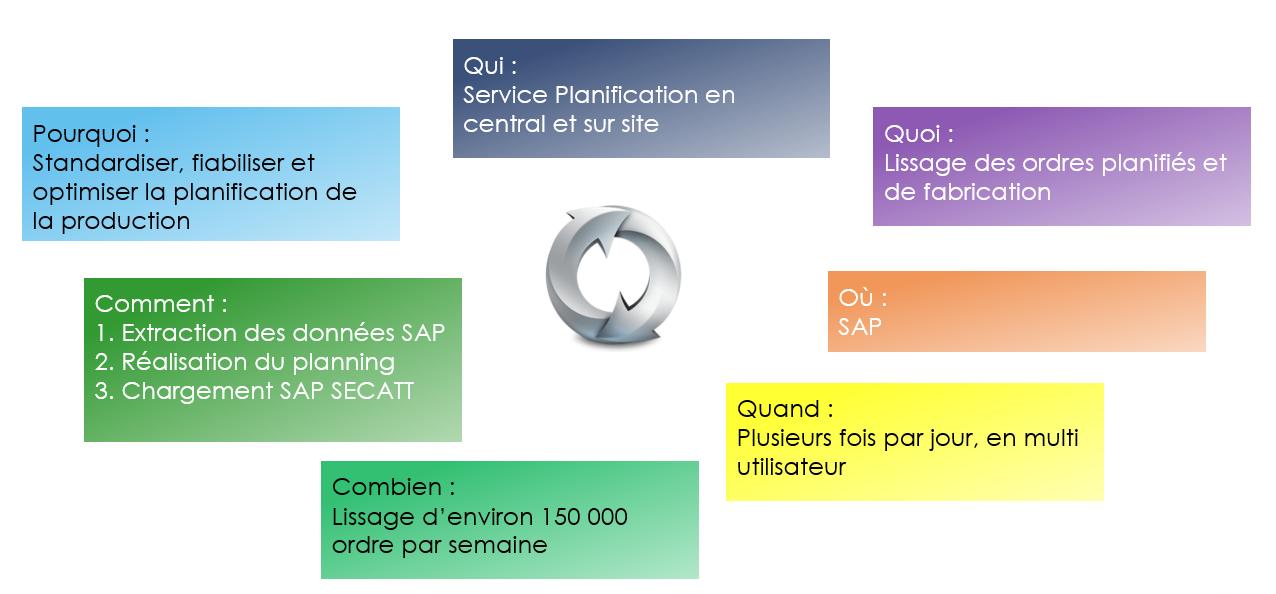 Qui :
Service Planification en
central et sur site
Pourquoi :
Standardiser, fiabiliser et
optimiser la planification de
la production
Quoi :
Lissage des ordres planifiés et
de fabrication
Comment :
1. Extraction des données SAP
2. Réalisation du planning
3. Chargement SAP SECATT
Où :
SAP
Quand :
Plusieurs fois par jour, en multi
utilisateur
Combien :
Lissage d’environ 150 000
ordre par semaine